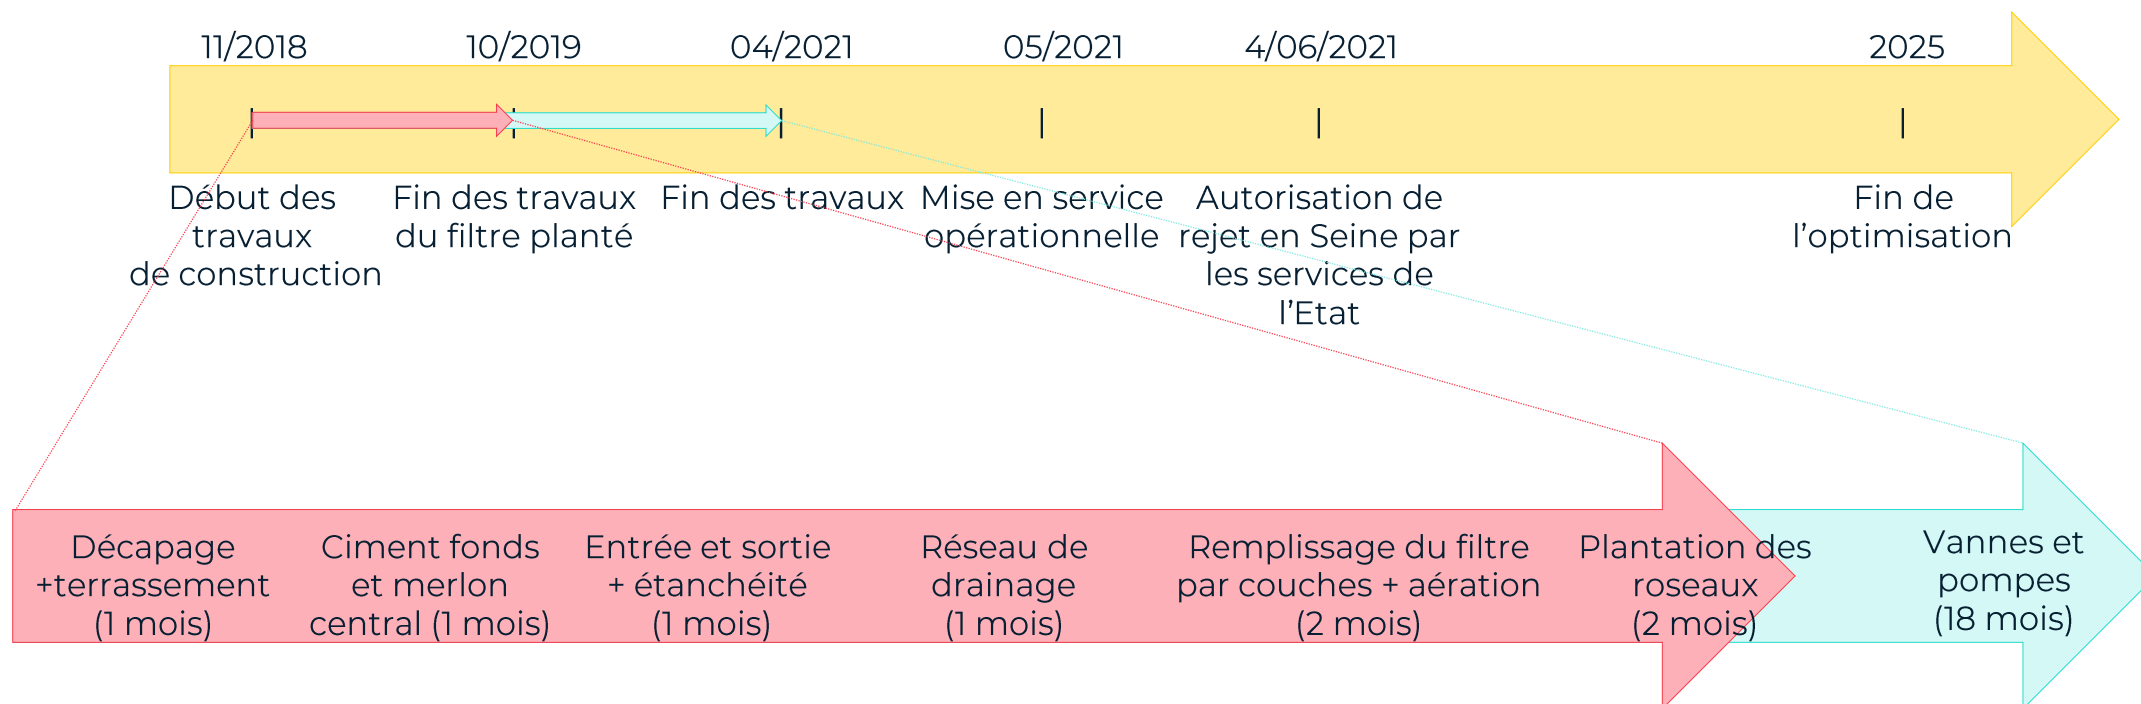 11/2018
10/2019
04/2021
05/2021
4/06/2021
2025
Début des
travaux
de construction
Fin des travaux
du filtre planté
Fin des travaux
Mise en service
opérationnelle
Autorisation de
rejet en Seine par
les services de
l’Etat
Fin de
l’optimisation
Décapage
+terrassement
(1 mois)
Ciment fonds
et merlon
central (1 mois)
Entrée et sortie
+ étanchéité
(1 mois)
Réseau de
drainage
(1 mois)
Remplissage du filtre
par couches + aération
(2 mois)
Plantation des
roseaux
(2 mois)
Vannes et
pompes
(18 mois)